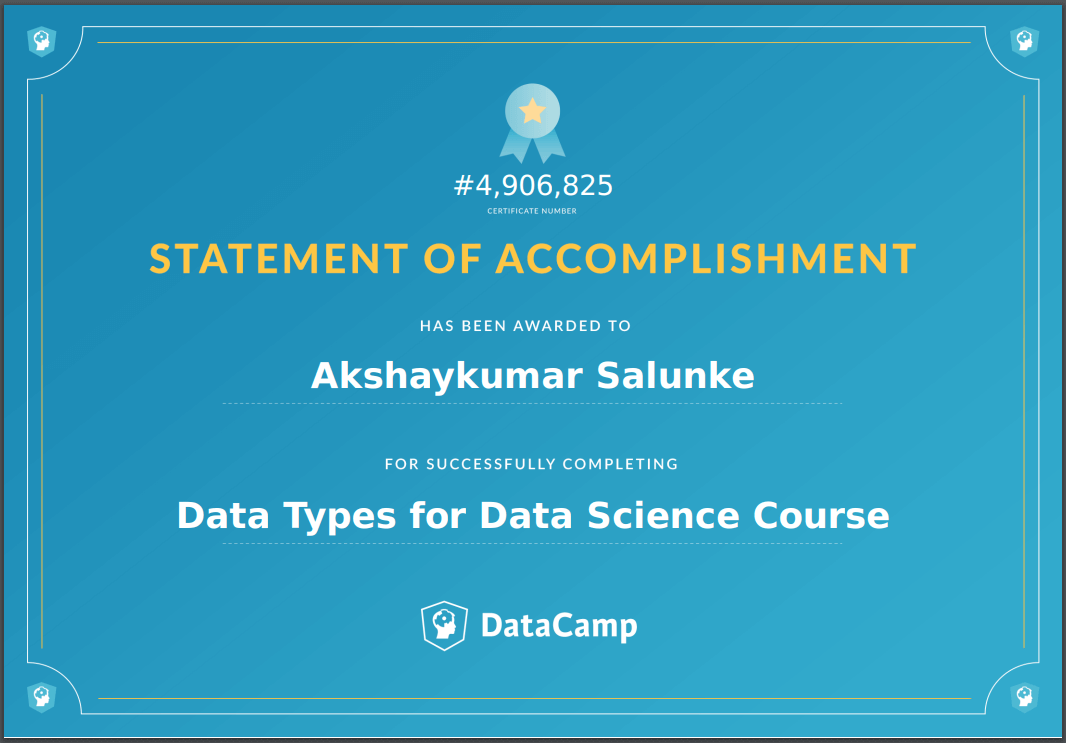 #4,906,825
CERTIFICATE NUMBER
STATEMENT OF ACCOMPLISHMENT
HAS BEEN AWARDED TO
Akshaykumar Salunke
FOR SUCCESSFULLY COMPLETING
Data Types for Data Science Course
DataCamp